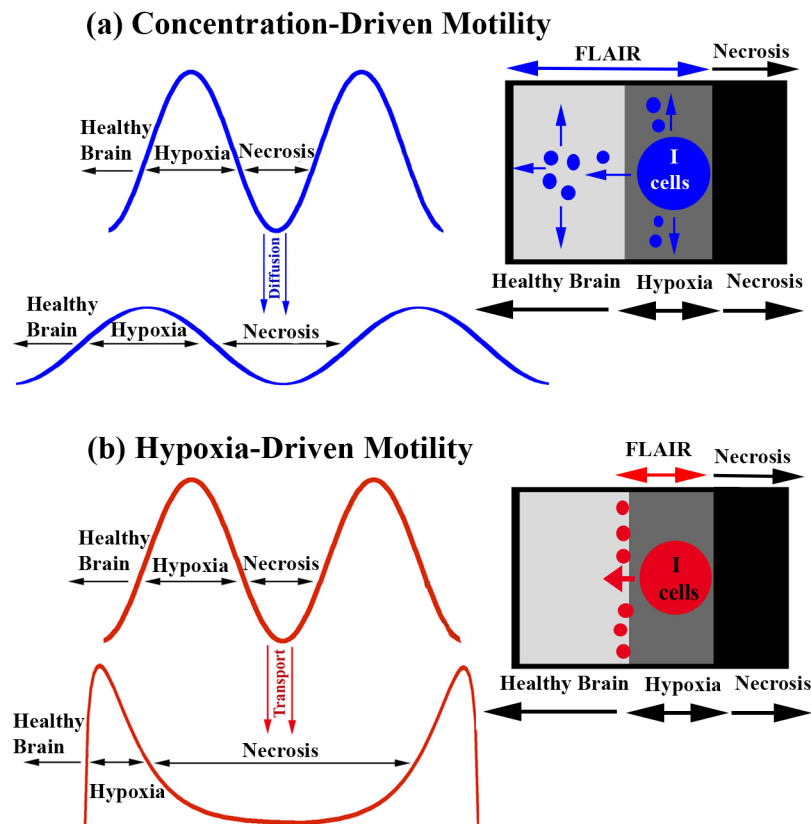 (a) Concentration-Driven Motility
FLAIR
Necrosis
Healthy
Brain
Hypoxia
Necrosis
I
cells
Diffusion
Healthy Brain
Hypoxia
Necrosis
Healthy
Brain
Hypoxia
Necrosis
(b) Hypoxia-Driven Motility
FLAIR
Necrosis
Healthy
Brain
Hypoxia
Necrosis
I
cells
Transport
Healthy Brain
Hypoxia
Necrosis
Healthy
Brain
Hypoxia
Necrosis